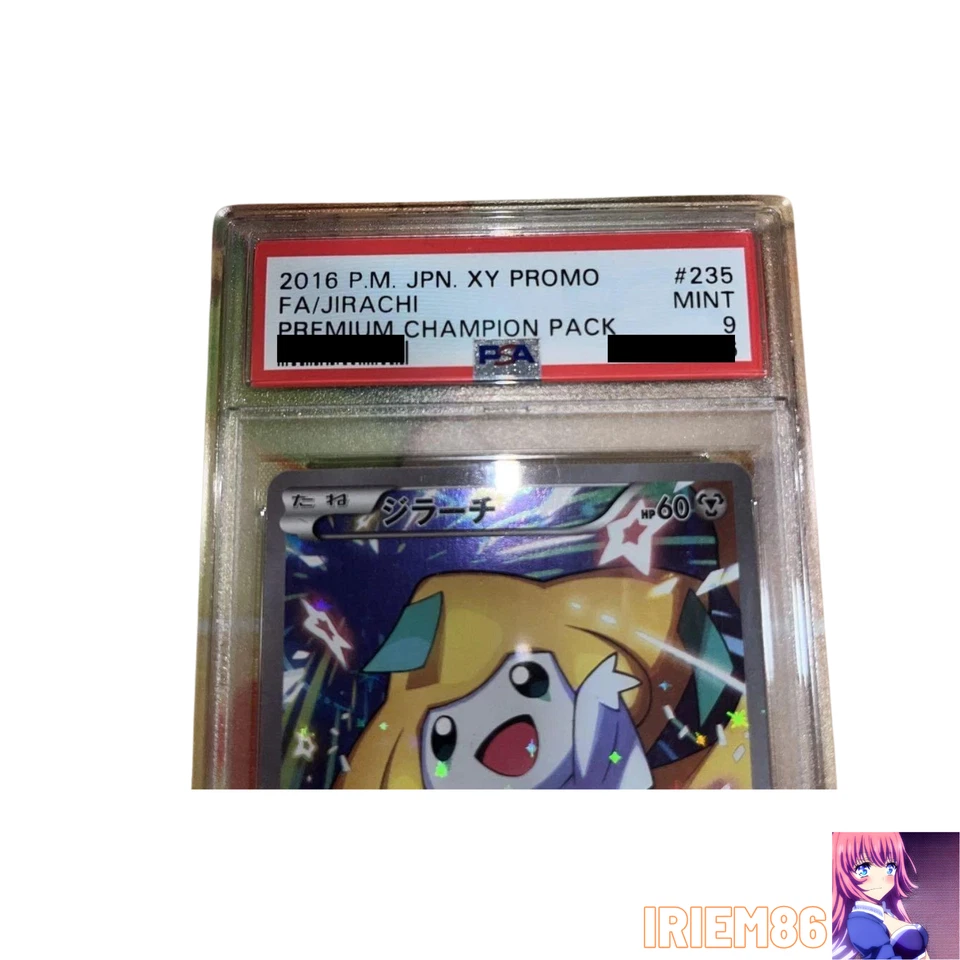 2016 P.M. JPN. XY PROMO #235
FA/JIRACHI MINT
PREMIUM CHAMPION PACK 9
PSA
たね ジラーチ HP60
IRIEM86